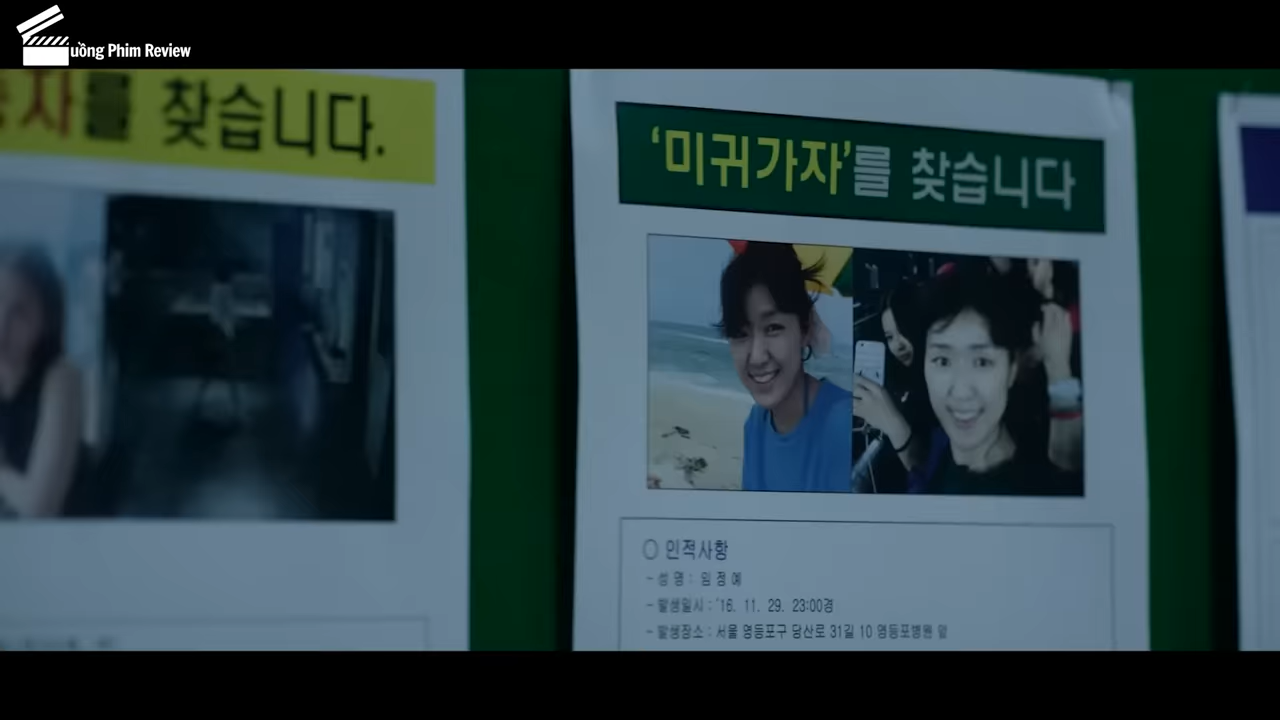 uồng Phim Review
자를 찾습니다.
'미귀가자'를 찾습니다
○ 인적사항
- 성 명 : 임 정 예
- 발생일시 : '16. 11. 29. 23:00경
- 발생장소 : 서울 영등포구 당산로 31길 10 영등포병원 앞